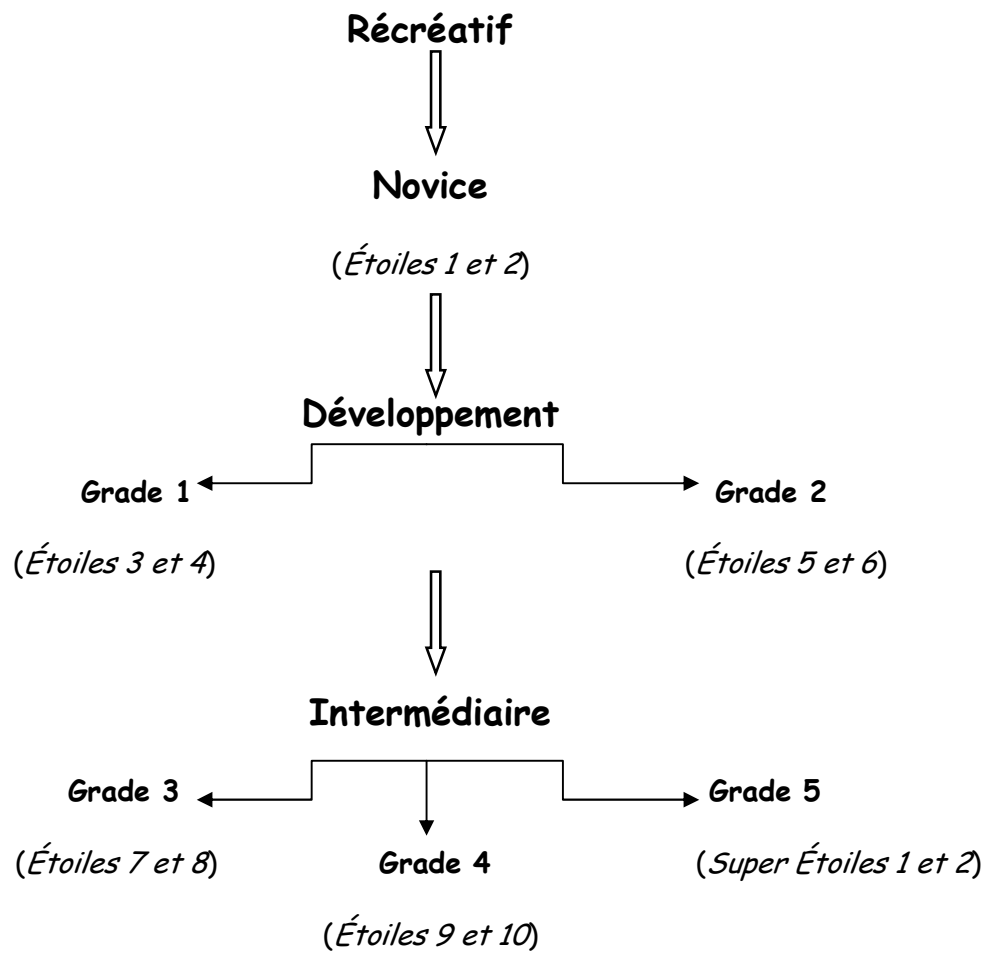 Récréatif
Novice
(Étoiles 1 et 2)
Développement
Grade 1
Grade 2
(Étoiles 3 et 4)
(Étoiles 5 et 6)
Intermédiaire
Grade 3
Grade 5
(Étoiles 7 et 8)
Grade 4
(Super Étoiles 1 et 2)
(Étoiles 9 et 10)